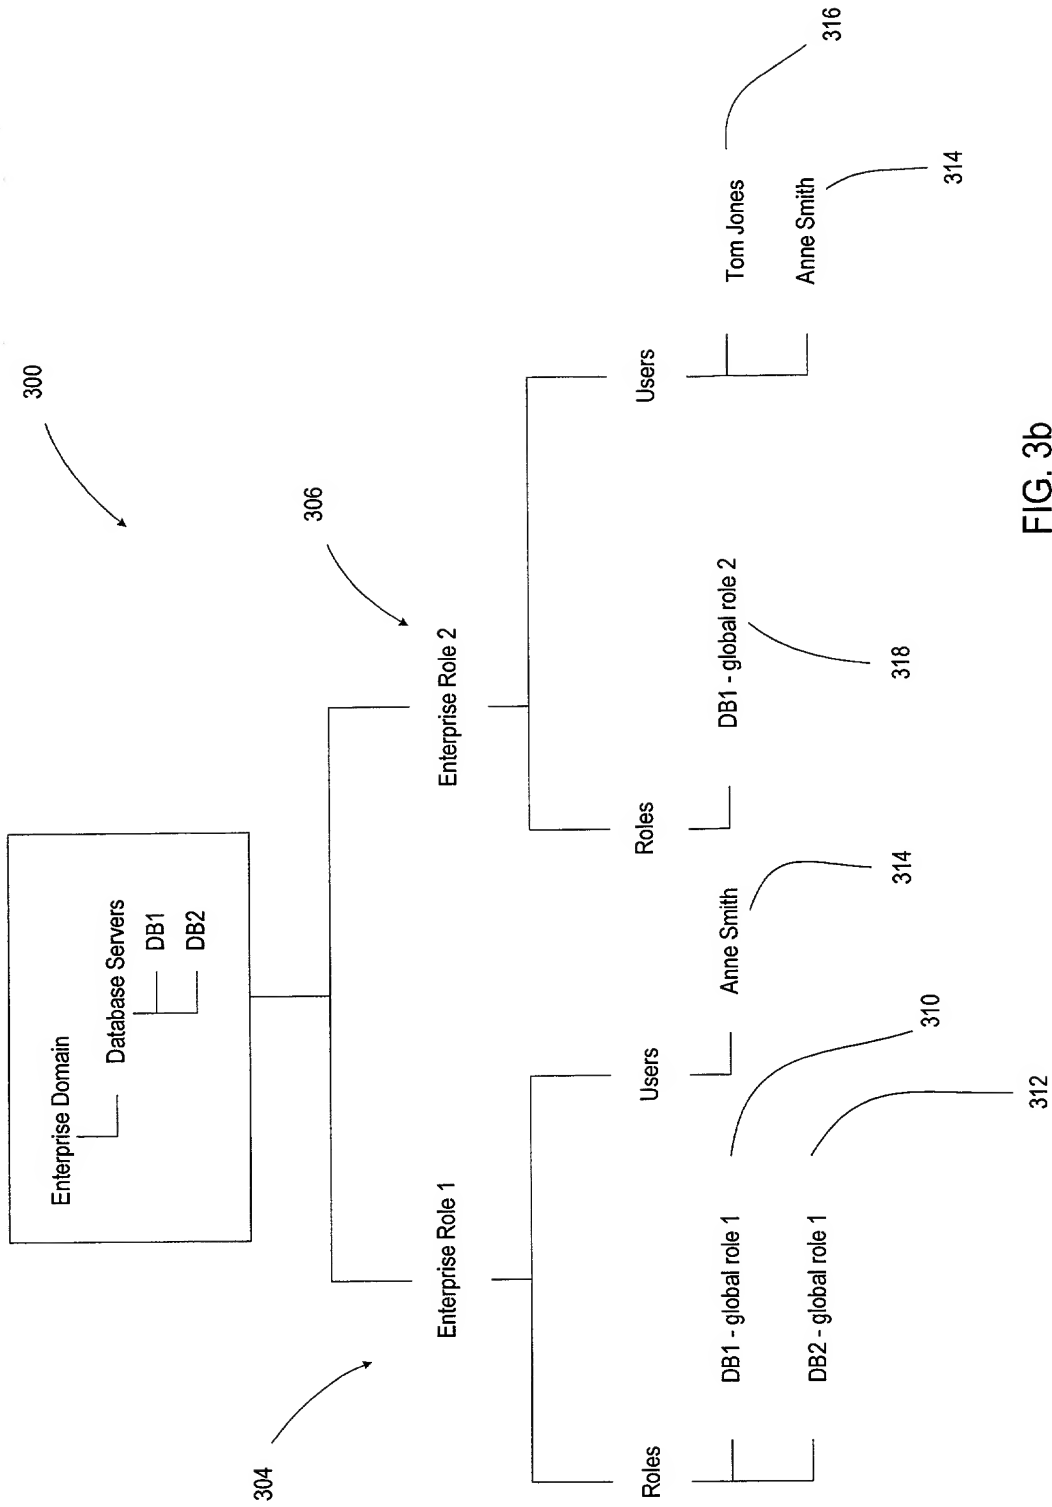 300
Enterprise Domain
Database Servers
DB1
DB2
304
306
Enterprise Role 1
Enterprise Role 2
Roles
Users
Roles
Users
DB1 - global role 1
Anne Smith
DB1 - global role 2
Tom Jones
DB2 - global role 1
Anne Smith
316
310
314
318
314
312
FIG. 3b